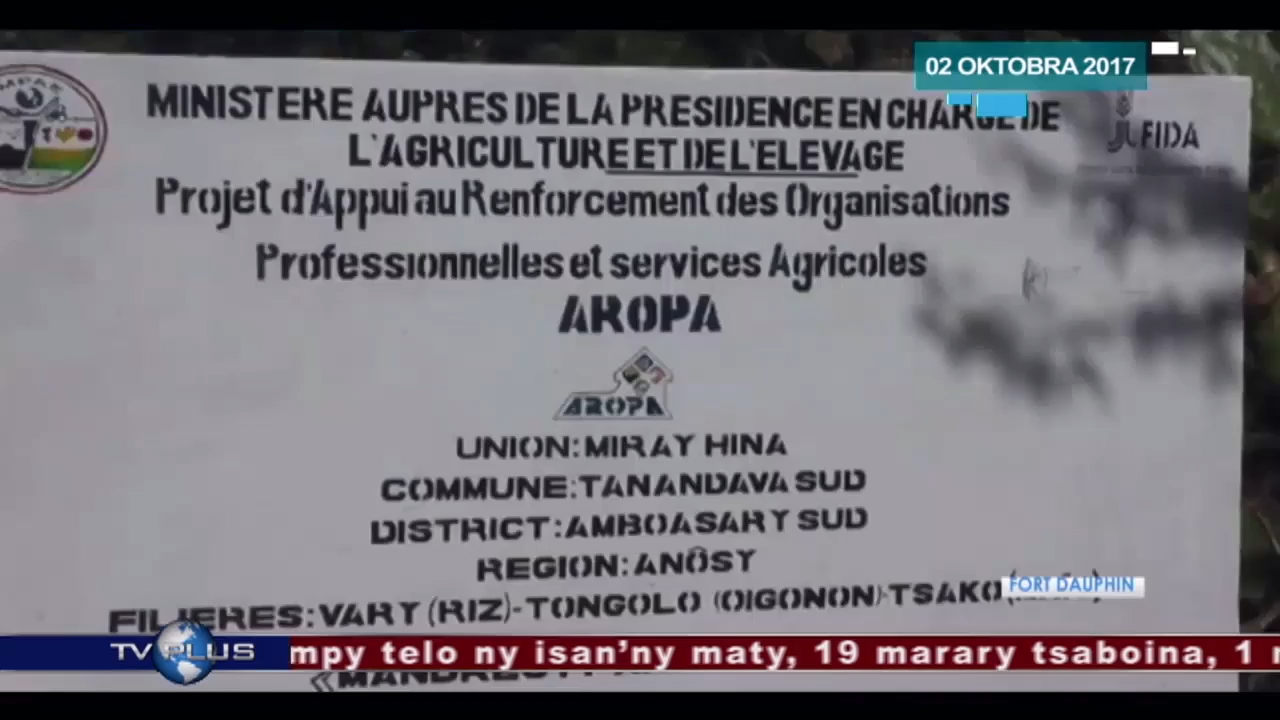 02 OKTOBRA 2017
MPAE
MINISTERE AUPRES DE LA PRESIDENCE EN CHARGE DE
L'AGRICULTURE ET DE L'ELEVAGE
JL FIDA
Projet d'Appui au Renforcement des Organisations
Professionnelles et services Agricoles
AROPA
AROPA
UNION: MIRAY HINA
COMMUNE: TANANDAVA SUD
DISTRICT: AMBOASARY SUD
REGION: ANÔSY
FORT DAUPHIN
FILIERES: VARY (RIZ)-TONGOLO (OIGONON)-TSAKO
TV PLUS
mpy telo ny isan'ny maty, 19 marary tsaboina, 1